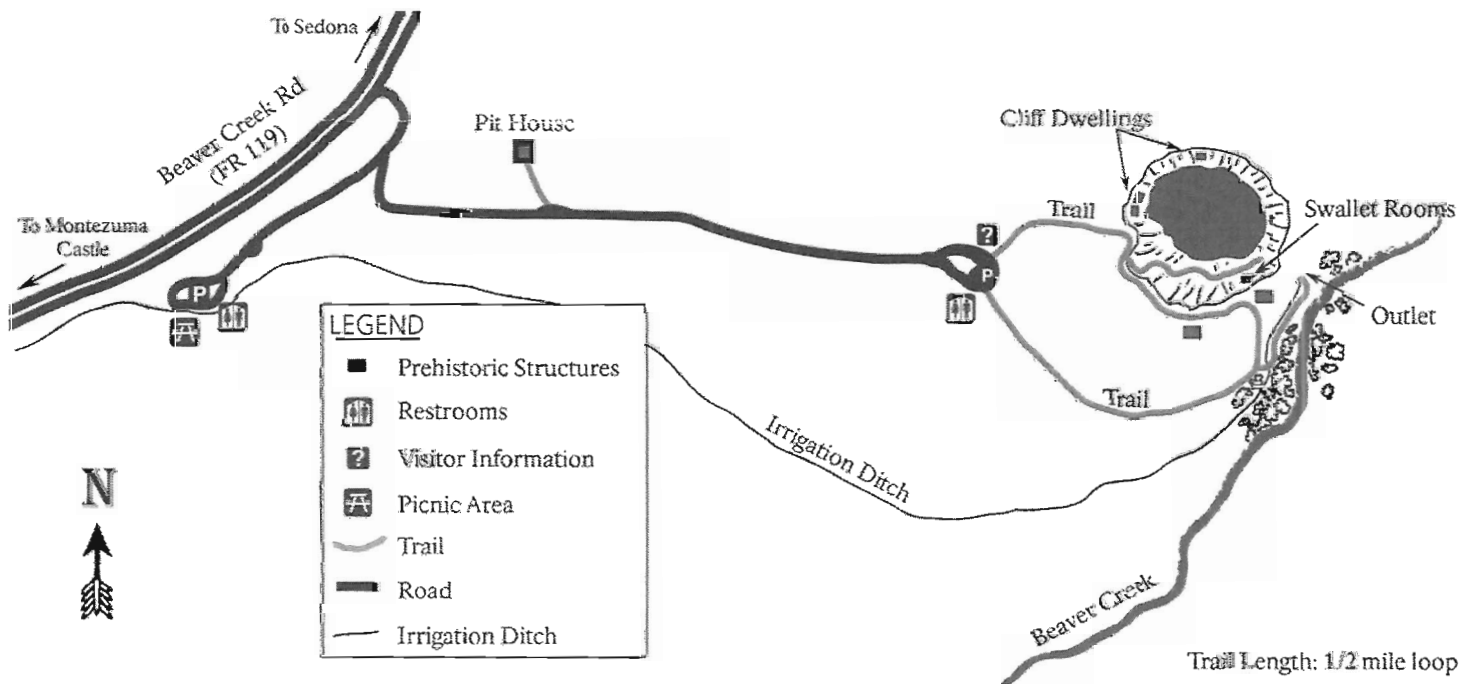 To Sedona
Beaver Creek Rd
(FR 119)
To Montezuma
Castle
Pit House
Cliff Dwellings
Trail
Swallet Rooms
Outlet
P
?
P
Trail
Irrigation Ditch
Beaver Creek
N
LEGEND
Prehistoric Structures
Restrooms
? Visitor Information
Picnic Area
Trail
Road
Irrigation Ditch
Trail Length: 1/2 mile loop